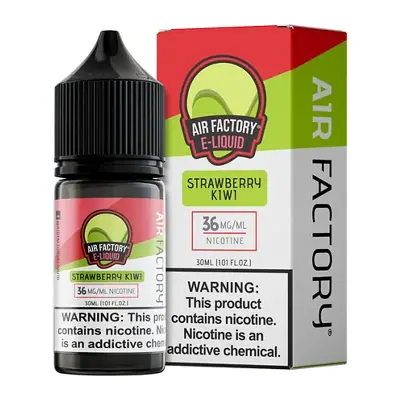 AIR FACTORY
E-LIQUID
STRAWBERRY KIWI
36 MG/ML NICOTINE
30ML (1.01 FL.OZ.)
WARNING: This product
contains nicotine. Nicotine is
an addictive chemical.
AIR FACTORY
AIR FACTORY
E-LIQUID
STRAWBERRY
KIWI
36 MG/ML
NICOTINE
30ML (1.01 FL.OZ.)
WARNING:
This product
contains nicotine.
Nicotine is an
addictive chemical.
A1R FACTORY®